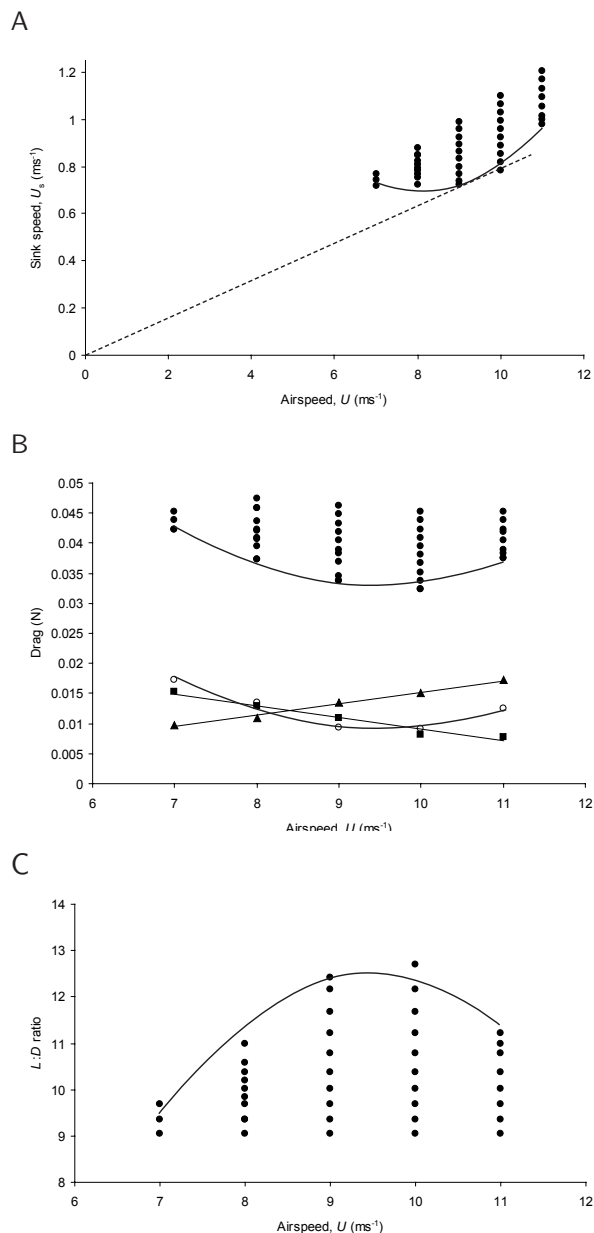 A
1.2
1
0.8
0.6
0.4
0.2
0
Sink speed, Us (ms-1)
0 2 4 6 8 10 12
Airspeed, U (ms-1)
B
0.05
0.045
0.04
0.035
0.03
0.025
0.02
0.015
0.01
0.005
0
Drag (N)
6 7 8 9 10 11 12
Airspeed, U (ms-1)
C
14
13
12
11
10
9
8
L:D ratio
6 7 8 9 10 11 12
Airspeed, U (ms-1)